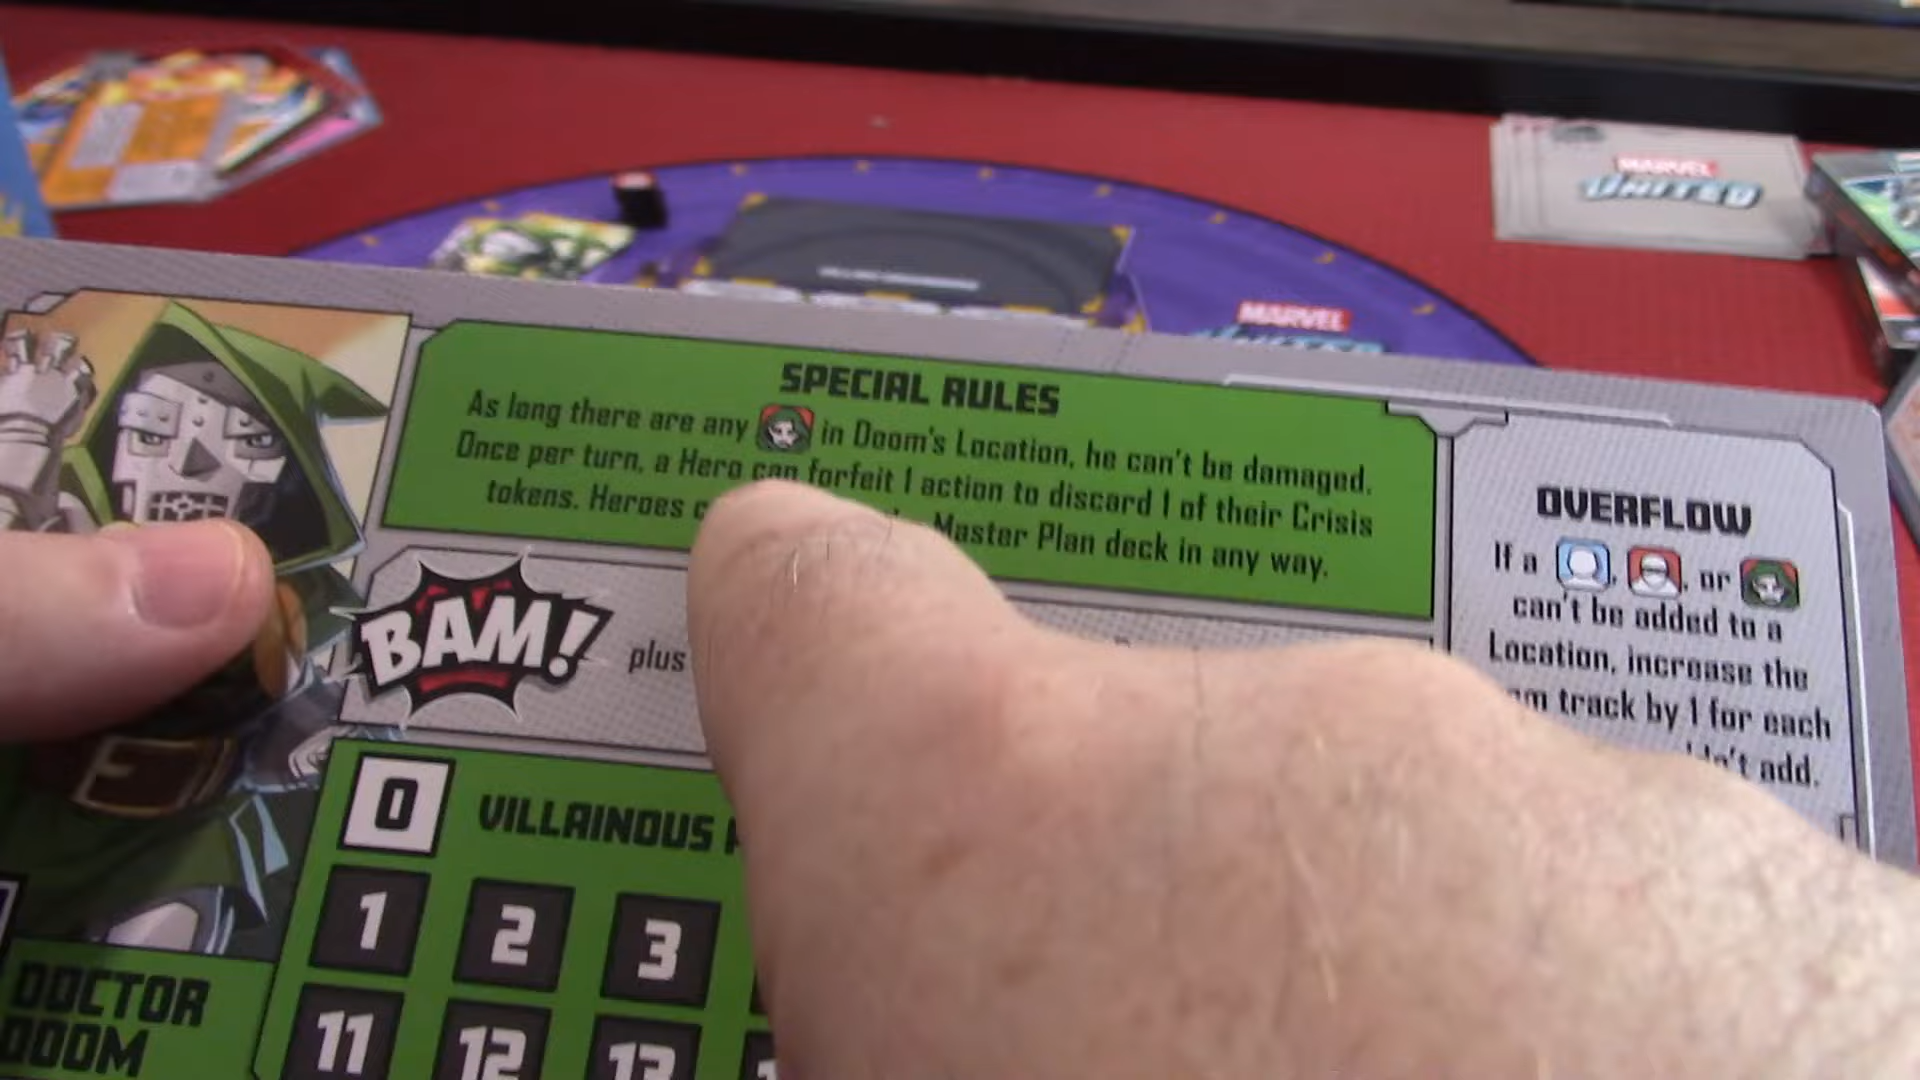 MARVEL
UNITED
MARVEL
UNITED
SPECIAL RULES
As long there are any in Doom's Location, he can't be damaged.
Once per turn, a Hero can forfeit 1 action to discard 1 of their Crisis
tokens. Heroes Master Plan deck in any way.
BAM!
plus
OVERFLOW
If a , , or
can't be added to a
Location, increase the
track by 1 for each
add.
0
VILLAINOUS
1 2 3
11 12 13
DOCTOR
DOOM